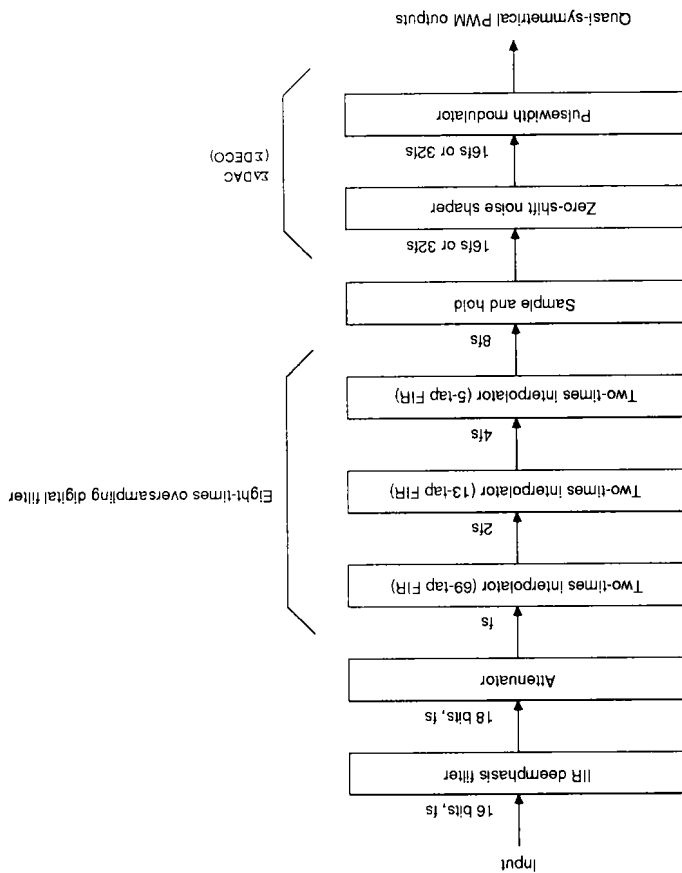 Input
16 bits, fs
IIR deemphasis filter
18 bits, fs
Attenuator
fs
Two-times interpolator (69-tap FIR)
2fs
Two-times interpolator (13-tap FIR)
4fs
Two-times interpolator (5-tap FIR)
8fs
Eight-times oversampling digital filter
Sample and hold
16fs or 32fs
Zero-shift noise shaper
16fs or 32fs
Pulsewidth modulator
ΣΔDAC
(ΣDECO)
Quasi-symmetrical PWM outputs